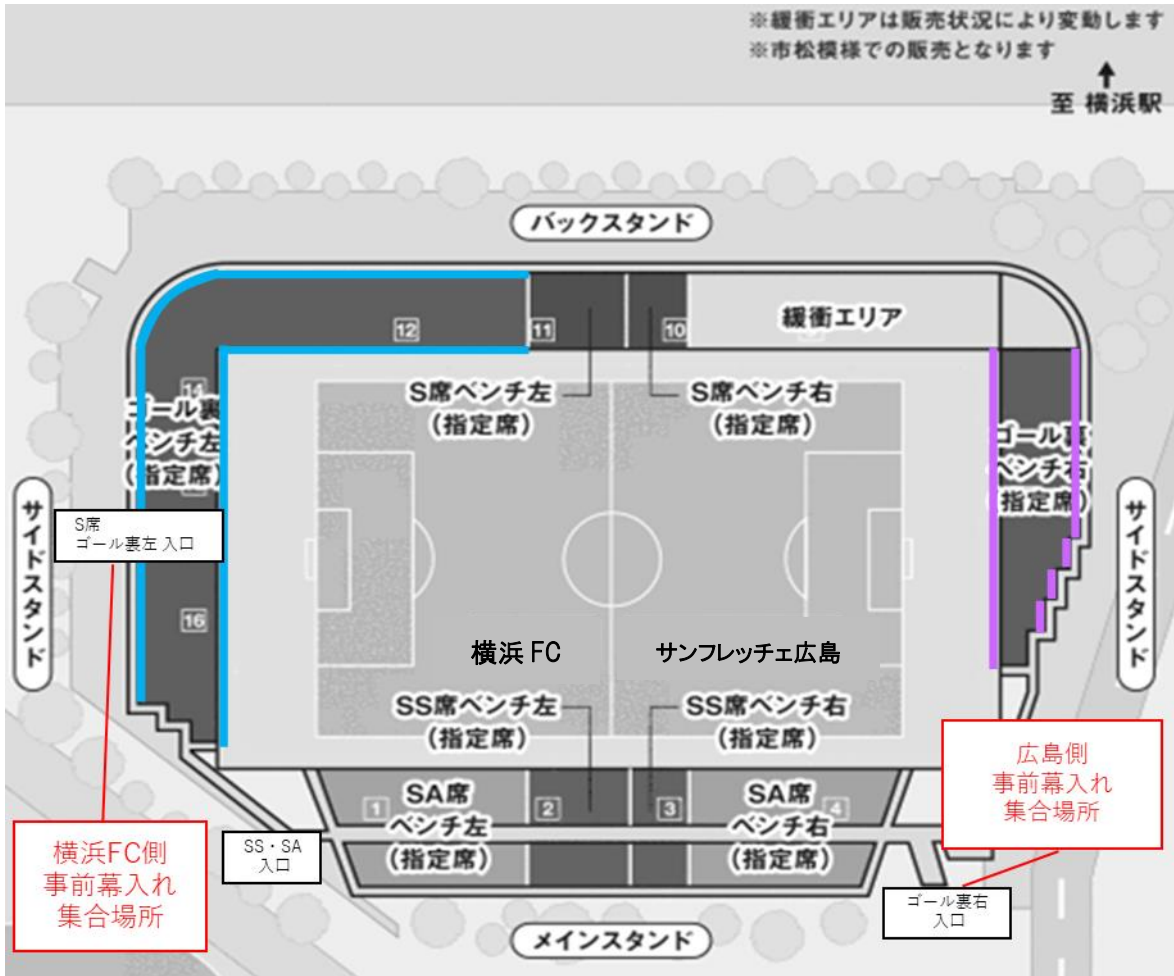 ※緩衝エリアは販売状況により変動します
※市松模様での販売となります
至 横浜駅
バックスタンド
12
11
10
緩衝エリア
S席ベンチ左
(指定席)
S席ベンチ右
(指定席)
14
ゴール裏
ベンチ左
(指定席)
ゴール裏
ベンチ右
(指定席)
サイドスタンド
S席
ゴール裏左 入口
16
サイドスタンド
横浜 FC
サンフレッチェ広島
SS席ベンチ左
(指定席)
SS席ベンチ右
(指定席)
1
SA席
ベンチ左
(指定席)
2
3
SA席
ベンチ右
(指定席)
4
広島側
事前幕入れ
集合場所
横浜FC側
事前幕入れ
集合場所
SS・SA
入口
ゴール裏右
入口
メインスタンド